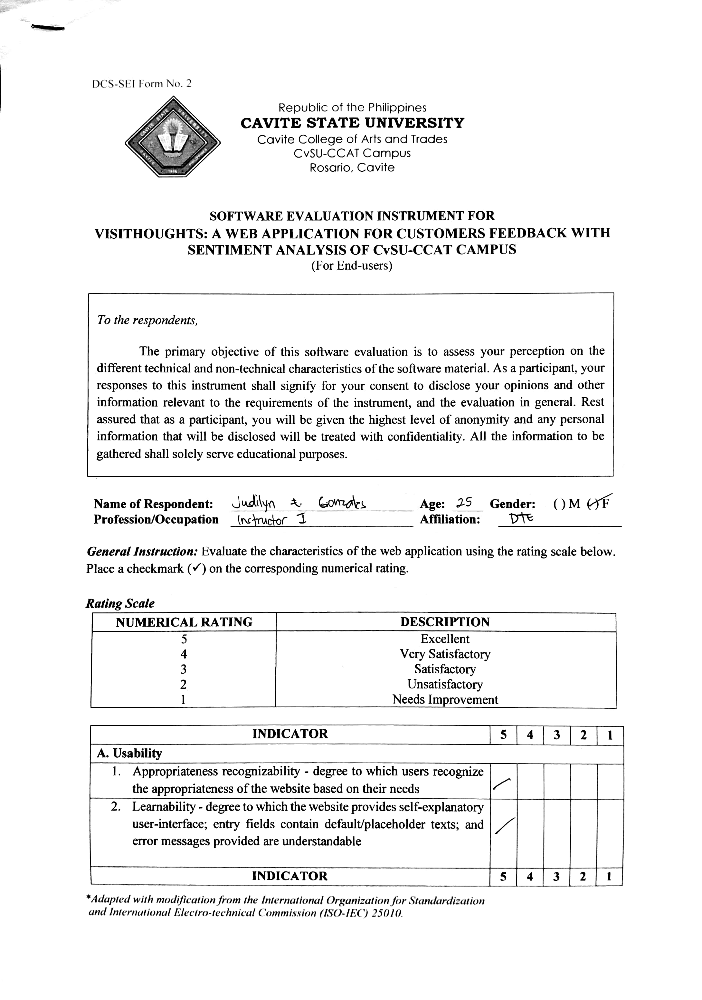 DCS-SEI Form No. 2
CAVITE STATE UNIVERSITY
CAVITE PHILIPPINES
1906
Republic of the Philippines
CAVITE STATE UNIVERSITY
Cavite College of Arts and Trades
CvSU-CCAT Campus
Rosario, Cavite
SOFTWARE EVALUATION INSTRUMENT FOR
VISITHOUGHTS: A WEB APPLICATION FOR CUSTOMERS FEEDBACK WITH
SENTIMENT ANALYSIS OF CvSU-CCAT CAMPUS
(For End-users)
To the respondents,
The primary objective of this software evaluation is to assess your perception on the
different technical and non-technical characteristics of the software material. As a participant, your
responses to this instrument shall signify for your consent to disclose your opinions and other
information relevant to the requirements of the instrument, and the evaluation in general. Rest
assured that as a participant, you will be given the highest level of anonymity and any personal
information that will be disclosed will be treated with confidentiality. All the information to be
gathered shall solely serve educational purposes.
Name of Respondent: Judilyn Gonzales Age: 25 Gender: ( ) M (✓) F
Profession/Occupation Instructor I Affiliation: DTE
General Instruction: Evaluate the characteristics of the web application using the rating scale below.
Place a checkmark (✓) on the corresponding numerical rating.
Rating Scale
NUMERICAL RATING DESCRIPTION
5 Excellent
4 Very Satisfactory
3 Satisfactory
2 Unsatisfactory
1 Needs Improvement
INDICATOR 5 4 3 2 1
A. Usability
1. Appropriateness recognizability - degree to which users recognize
the appropriateness of the website based on their needs
2. Learnability - degree to which the website provides self-explanatory
user-interface; entry fields contain default/placeholder texts; and
error messages provided are understandable
INDICATOR 5 4 3 2 1
*Adapted with modification from the International Organization for Standardization
and International Electro-technical Commission (ISO-IEC) 25010.